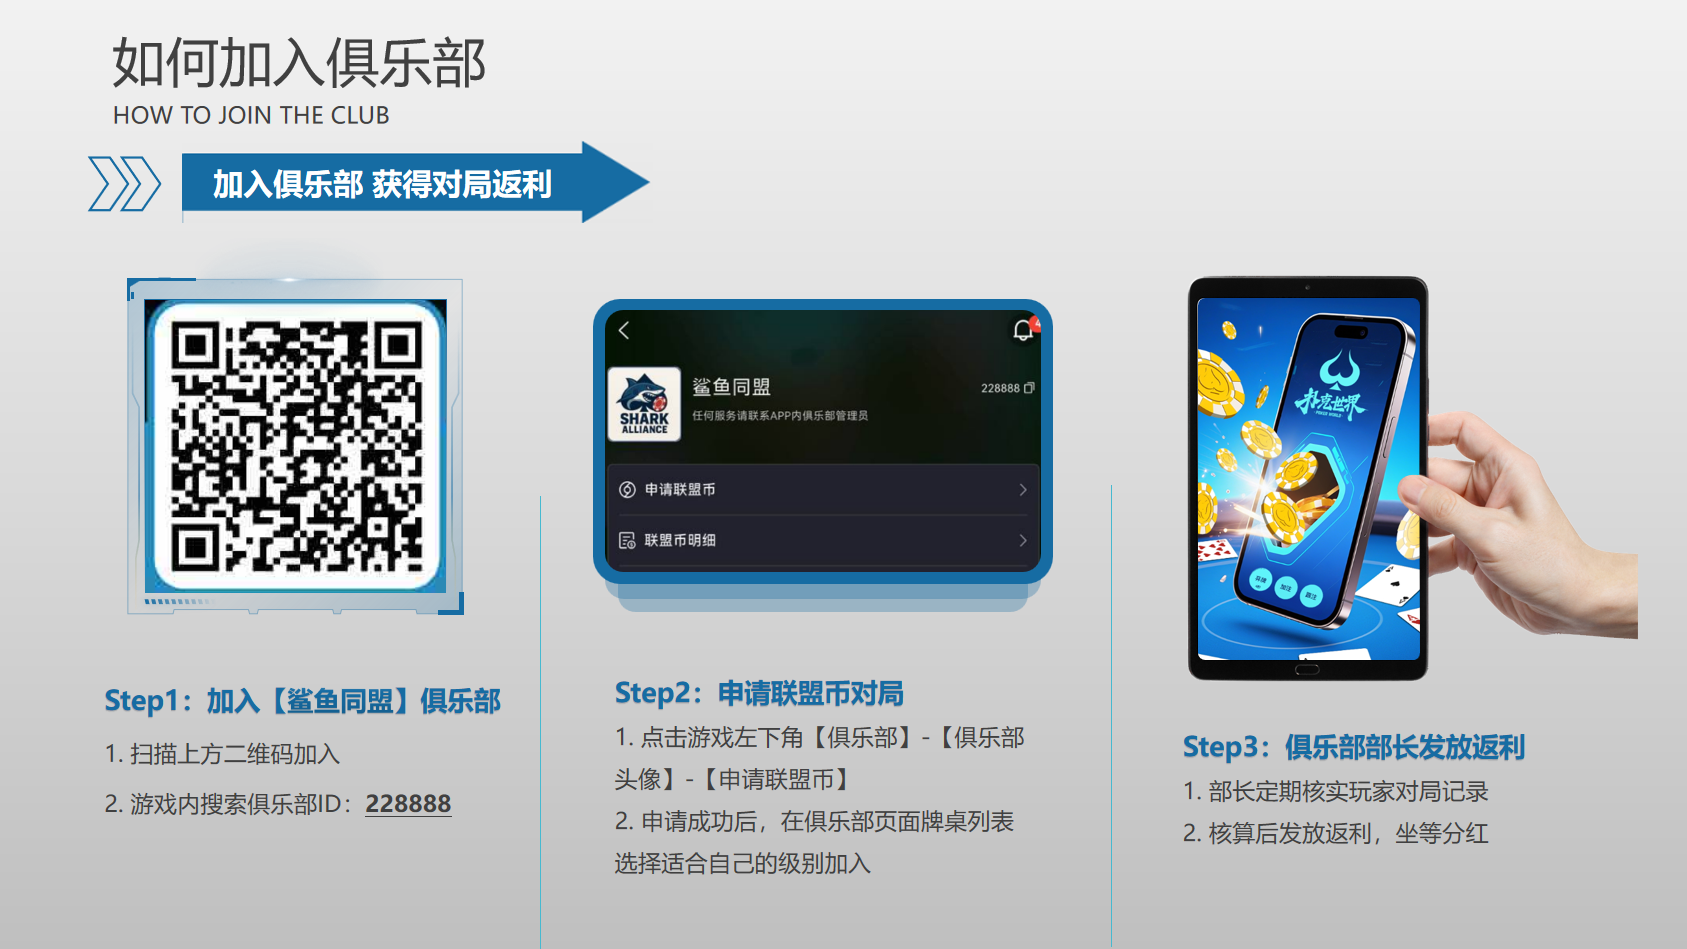 如何加入俱乐部
HOW TO JOIN THE CLUB
加入俱乐部 获得对局返利
鲨鱼同盟
228888
任何服务请联系APP内俱乐部管理员
SHARK
ALLIANCE
申请联盟币
联盟币明细
4
扑克世界
POKER WORLD
弃牌
加注
跟注
Step1：加入【鲨鱼同盟】俱乐部
1. 扫描上方二维码加入
2. 游戏内搜索俱乐部ID：228888
Step2：申请联盟币对局
1. 点击游戏左下角【俱乐部】-【俱乐部
头像】-【申请联盟币】
2. 申请成功后，在俱乐部页面牌桌列表
选择适合自己的级别加入
Step3：俱乐部部长发放返利
1. 部长定期核实玩家对局记录
2. 核算后发放返利，坐等分红